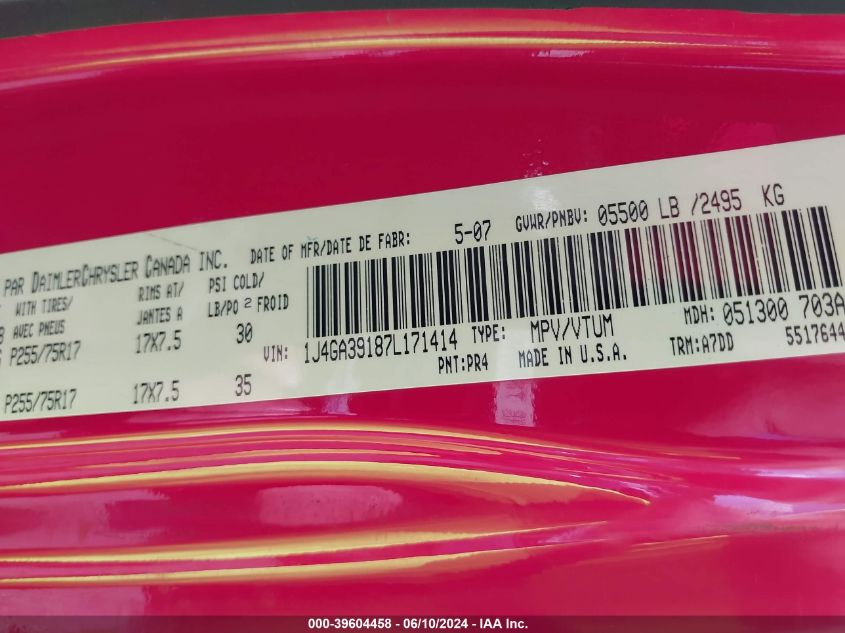 PAR DAIMLERCHRYSLER CANADA INC. DATE OF MFR/DATE DE FABR: 5-07 GVWR/PNBV: 05500 LB /2495 KG
WITH TIRES/ RIMS AT/ PSI COLD/
AVEC PNEUS JANTES A LB/PO 2 FROID
P255/75R17 17X7.5 30
VIN: 1J4GA39187L171414 TYPE: MPV/VTUM MDH: 051300 703A
PNT:PR4 MADE IN U.S.A. TRM:A7DD 5517644
P255/75R17 17X7.5 35
000-39604458 - 06/10/2024 - IAA Inc.